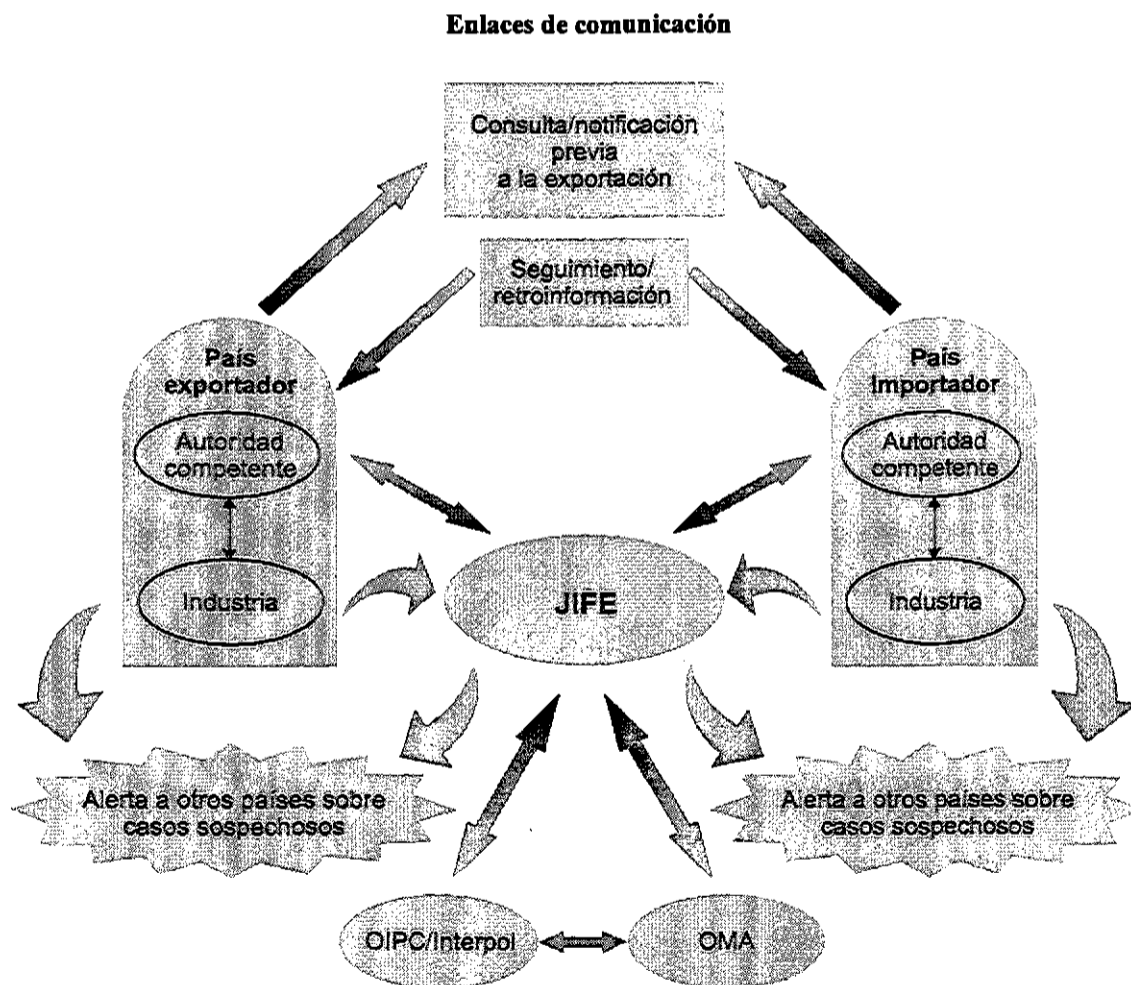 Enlaces de comunicación
Consulta/notificación
previa
a la exportación
Seguimiento/
retroinformación
País
exportador
Autoridad
competente
Industria
País
Importador
Autoridad
competente
Industria
JIFE
Alerta a otros países sobre
casos sospechosos
Alerta a otros países sobre
casos sospechosos
OIPC/Interpol
OMA